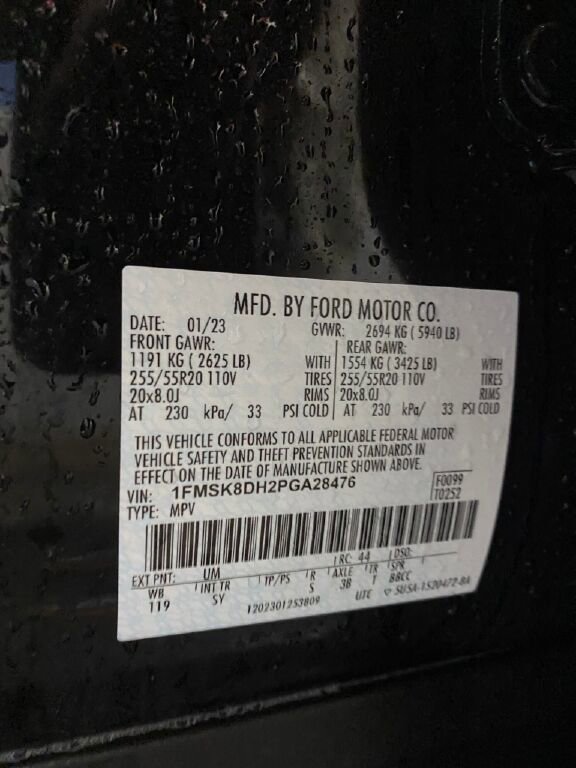 MFD. BY FORD MOTOR CO.
DATE: 01/23 GVWR: 2694 KG ( 5940 LB)
FRONT GAWR: REAR GAWR:
1191 KG ( 2625 LB) WITH 1554 KG ( 3425 LB) WITH
255/55R20 110V TIRES 255/55R20 110V TIRES
20x8.0J RIMS 20x8.0J RIMS
AT 230 kPa/ 33 PSI COLD AT 230 kPa/ 33 PSI COLD
THIS VEHICLE CONFORMS TO ALL APPLICABLE FEDERAL MOTOR
VEHICLE SAFETY AND THEFT PREVENTION STANDARDS IN
EFFECT ON THE DATE OF MANUFACTURE SHOWN ABOVE.
VIN: 1FMSK8DH2PGA28476 F0099
TYPE: MPV T0252
EXT PNT: UM RC: 44 DSO:
WB INT TR TP/PS R AXLE TR SPR
119 SY S 3B T BBCC
1202301253809 UTE SU5A-1520472-BA